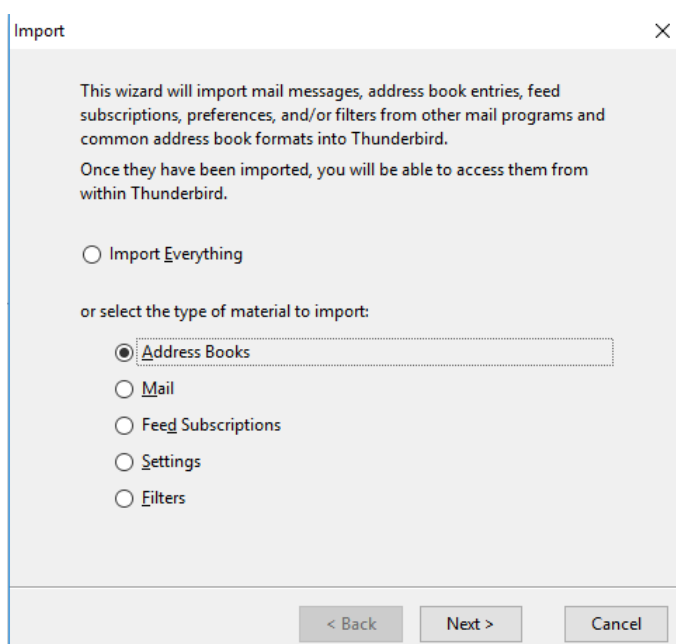 Import
This wizard will import mail messages, address book entries, feed
subscriptions, preferences, and/or filters from other mail programs and
common address book formats into Thunderbird.
Once they have been imported, you will be able to access them from
within Thunderbird.
Import Everything
or select the type of material to import:
Address Books
Mail
Feed Subscriptions
Settings
Filters
< Back Next > Cancel